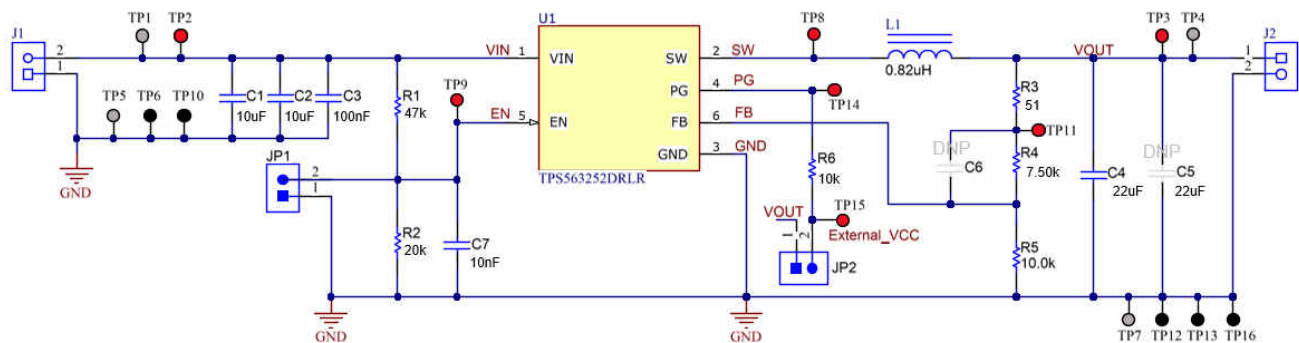 J1
2
1
TP1
TP2
TP5
TP6
TP10
C1
10uF
C2
10uF
C3
100nF
GND
R1
47k
R2
20k
JP1
2
1
GND
TP9
C7
10nF
VIN
1
EN
5
U1
VIN
EN
SW
PG
FB
GND
TPS563252DRLR
2
SW
4
PG
6
FB
3
GND
GND
TP8
TP14
R6
10k
TP15
VOUT
External_VCC
1
2
JP2
L1
0.82uH
R3
51
TP11
DNP
C6
R4
7.50k
R5
10.0k
VOUT
C4
22uF
DNP
C5
22uF
TP3
TP4
1
2
J2
TP7
TP12
TP13
TP16